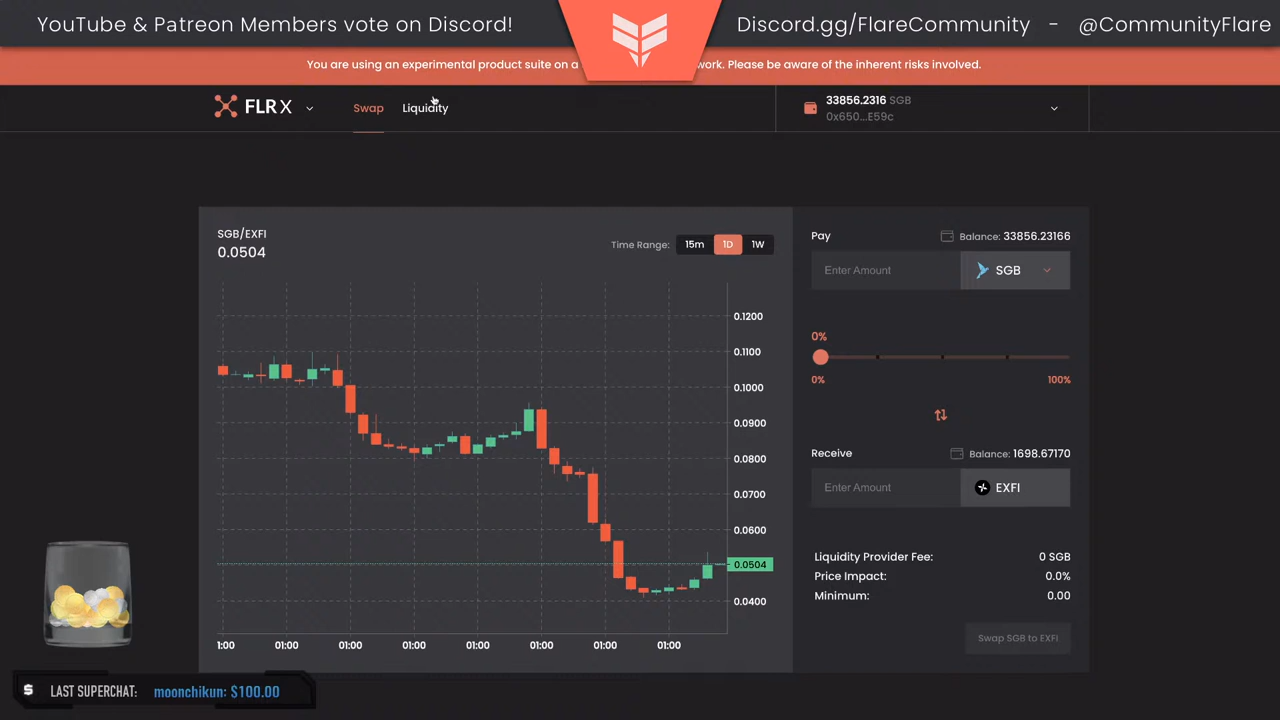 YouTube & Patreon Members vote on Discord!
Discord.gg/FlareCommunity - @CommunityFlare
You are using an experimental product suite on a work. Please be aware of the inherent risks involved.
FLR X
Swap
Liquidity
33856.2316 SGB
0x650...E59c
SGB/EXFI
0.0504
Time Range: 15m 1D 1W
0.1200
0.1100
0.1000
0.0900
0.0800
0.0700
0.0600
0.0504
0.0400
1:00 01:00 01:00 01:00 01:00 01:00 01:00 01:00
Pay
Balance: 33856.23166
Enter Amount
SGB
0%
0%
100%
Receive
Balance: 1698.67170
Enter Amount
EXFI
Liquidity Provider Fee: 0 SGB
Price Impact: 0.0%
Minimum: 0.00
Swap SGB to EXFI
$ LAST SUPERCHAT: moonchikun: $100.00